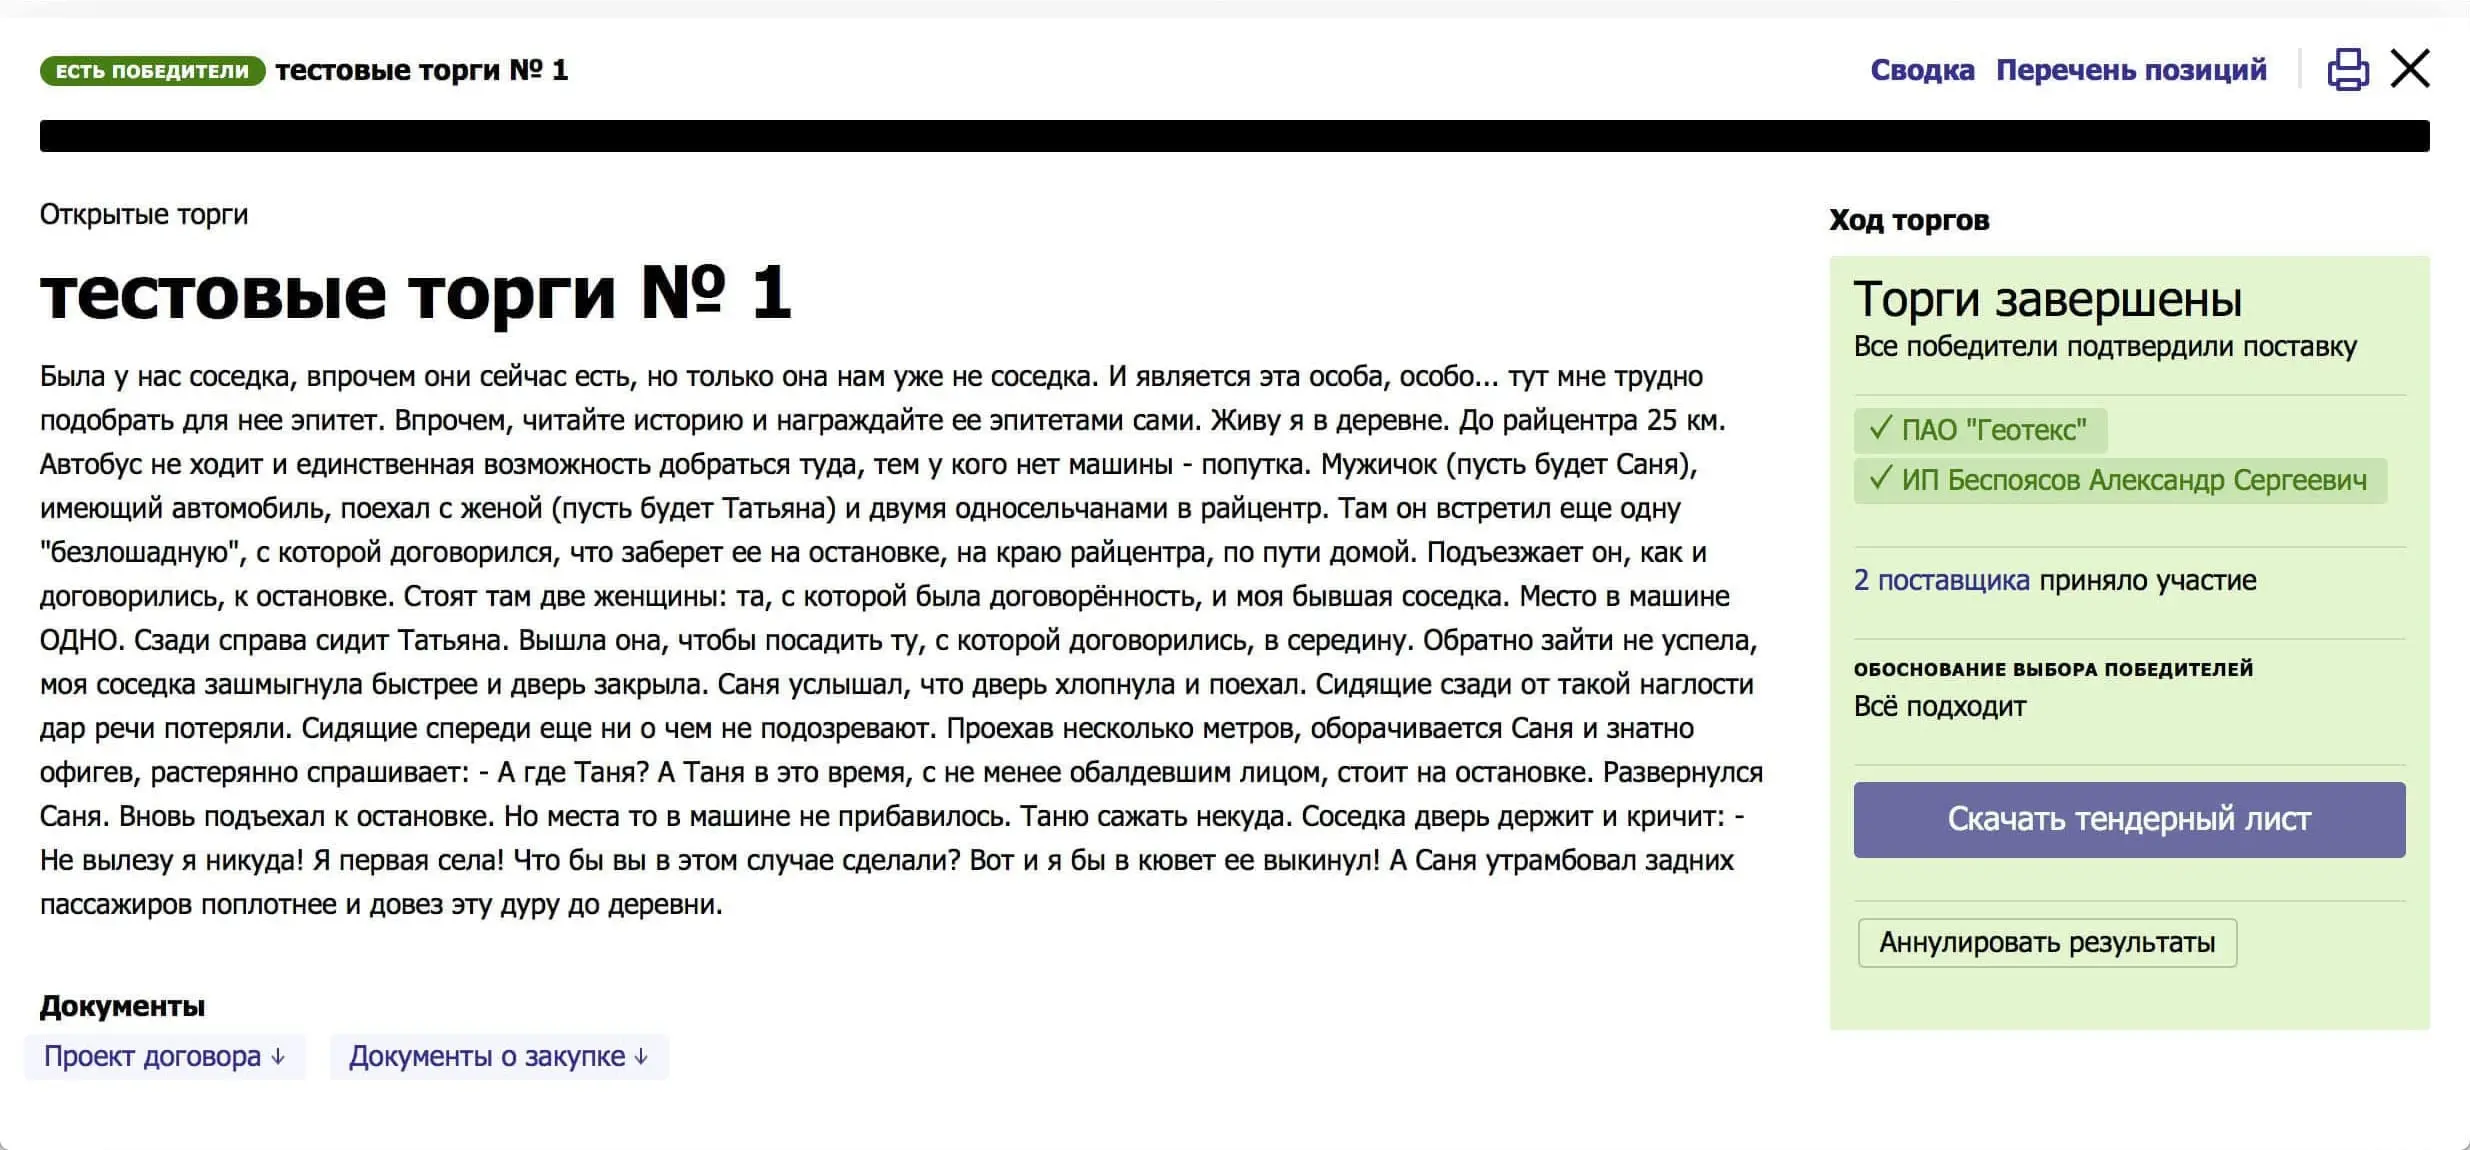 ЕСТЬ ПОБЕДИТЕЛИ тестовые торги № 1
Сводка Перечень позиций
Открытые торги
тестовые торги № 1
Была у нас соседка, впрочем они сейчас есть, но только она нам уже не соседка. И является эта особа, особо... тут мне трудно
подобрать для нее эпитет. Впрочем, читайте историю и награждайте ее эпитетами сами. Живу я в деревне. До райцентра 25 км.
Автобус не ходит и единственная возможность добраться туда, тем у кого нет машины - попутка. Мужичок (пусть будет Саня),
имеющий автомобиль, поехал с женой (пусть будет Татьяна) и двумя односельчанами в райцентр. Там он встретил еще одну
"безлошадную", с которой договорился, что заберет ее на остановке, на краю райцентра, по пути домой. Подъезжает он, как и
договорились, к остановке. Стоят там две женщины: та, с которой была договорённость, и моя бывшая соседка. Место в машине
ОДНО. Сзади справа сидит Татьяна. Вышла она, чтобы посадить ту, с которой договорились, в середину. Обратно зайти не успела,
моя соседка зашмыгнула быстрее и дверь закрыла. Саня услышал, что дверь хлопнула и поехал. Сидящие сзади от такой наглости
дар речи потеряли. Сидящие спереди еще ни о чем не подозревают. Проехав несколько метров, оборачивается Саня и знатно
офигев, растерянно спрашивает: - А где Таня? А Таня в это время, с не менее обалдевшим лицом, стоит на остановке. Развернулся
Саня. Вновь подъехал к остановке. Но места то в машине не прибавилось. Таню сажать некуда. Соседка дверь держит и кричит: -
Не вылезу я никуда! Я первая села! Что бы вы в этом случае сделали? Вот и я бы в кювет ее выкинул! А Саня утрамбовал задних
пассажиров поплотнее и довез эту дуру до деревни.
Документы
Проект договора ↓ Документы о закупке ↓
Ход торгов
Торги завершены
Все победители подтвердили поставку
✓ ПАО "Геотекс"
✓ ИП Беспоясов Александр Сергеевич
2 поставщика приняло участие
ОБОСНОВАНИЕ ВЫБОРА ПОБЕДИТЕЛЕЙ
Всё подходит
Скачать тендерный лист
Аннулировать результаты